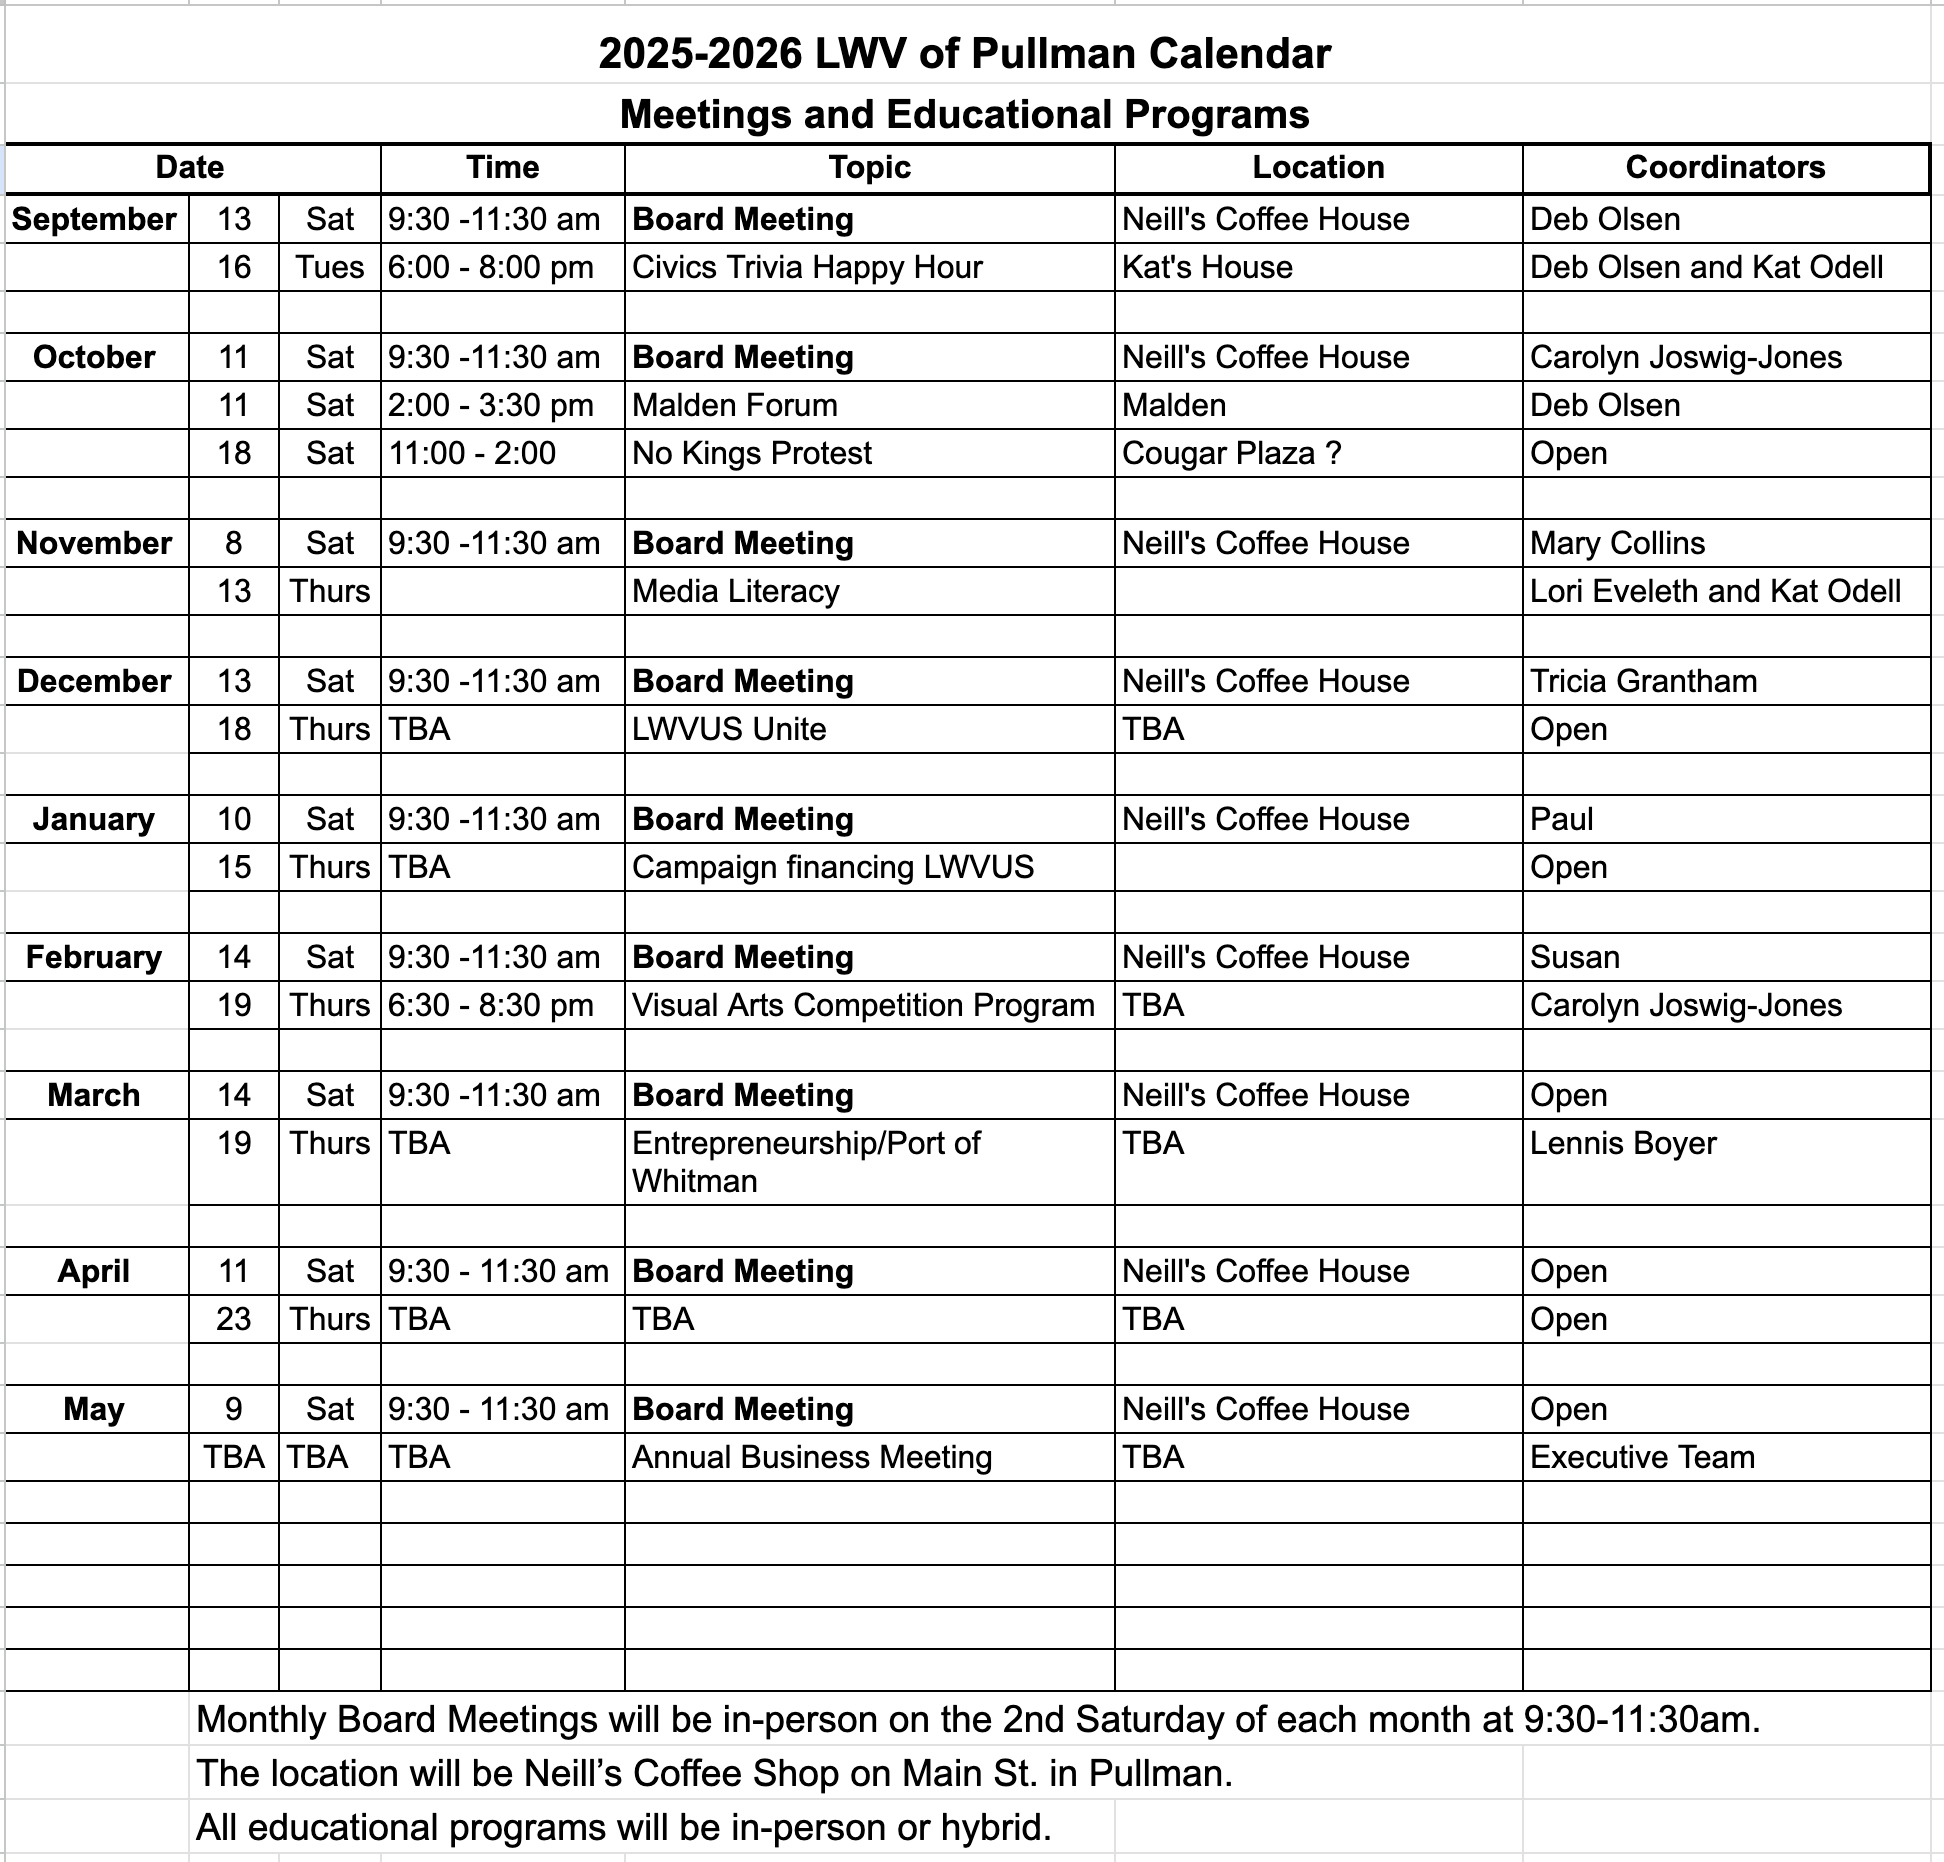 2025-2026 LWV of Pullman Calendar
Meetings and Educational Programs
Date Time Topic Location Coordinators
September 13 Sat 9:30 -11:30 am Board Meeting Neill's Coffee House Deb Olsen
16 Tues 6:00 - 8:00 pm Civics Trivia Happy Hour Kat's House Deb Olsen and Kat Odell
October 11 Sat 9:30 -11:30 am Board Meeting Neill's Coffee House Carolyn Joswig-Jones
11 Sat 2:00 - 3:30 pm Malden Forum Malden Deb Olsen
18 Sat 11:00 - 2:00 No Kings Protest Cougar Plaza ? Open
November 8 Sat 9:30 -11:30 am Board Meeting Neill's Coffee House Mary Collins
13 Thurs Media Literacy Lori Eveleth and Kat Odell
December 13 Sat 9:30 -11:30 am Board Meeting Neill's Coffee House Tricia Grantham
18 Thurs TBA LWVUS Unite TBA Open
January 10 Sat 9:30 -11:30 am Board Meeting Neill's Coffee House Paul
15 Thurs TBA Campaign financing LWVUS Open
February 14 Sat 9:30 -11:30 am Board Meeting Neill's Coffee House Susan
19 Thurs 6:30 - 8:30 pm Visual Arts Competition Program TBA Carolyn Joswig-Jones
March 14 Sat 9:30 -11:30 am Board Meeting Neill's Coffee House Open
19 Thurs TBA Entrepreneurship/Port of TBA Lennis Boyer
Whitman
April 11 Sat 9:30 - 11:30 am Board Meeting Neill's Coffee House Open
23 Thurs TBA TBA TBA Open
May 9 Sat 9:30 - 11:30 am Board Meeting Neill's Coffee House Open
TBA TBA TBA Annual Business Meeting TBA Executive Team
Monthly Board Meetings will be in-person on the 2nd Saturday of each month at 9:30-11:30am.
The location will be Neill’s Coffee Shop on Main St. in Pullman.
All educational programs will be in-person or hybrid.